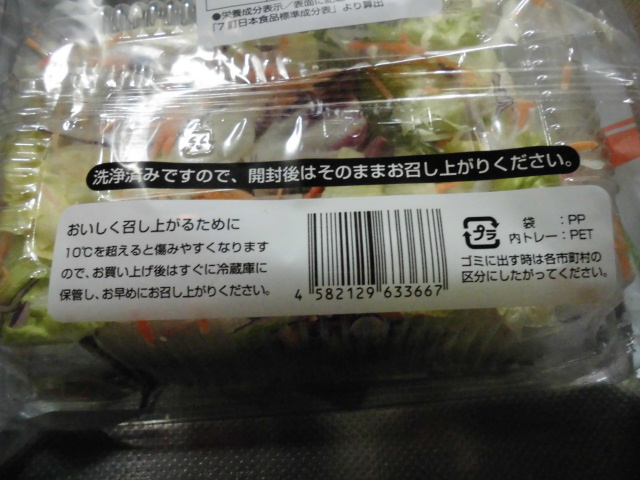 ●栄養成分表示／表面に記
「7訂日本食品標準成分表」より算出
洗浄済みですので、開封後はそのままお召し上がりください。
おいしく召し上がるために
10℃を超えると傷みやすくなります
ので、お買い上げ後はすぐに冷蔵庫に
保管し、お早めにお召し上がりください。
4 582129 633667
プラ
袋 :PP
内トレー:PET
ゴミに出す時は各市町村の
区分にしたがってください。